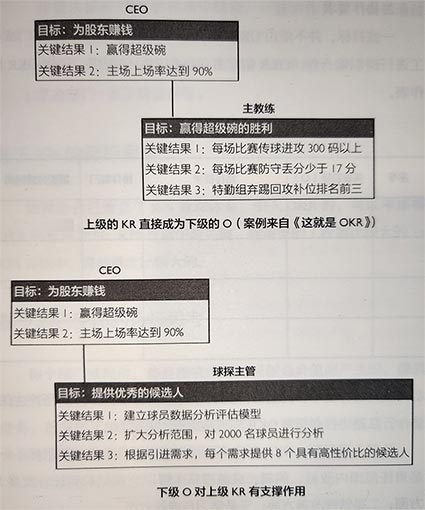 CEO
目标：为股东赚钱
关键结果 1：赢得超级碗
关键结果 2：主场上场率达到 90%
主教练
目标：赢得超级碗的胜利
关键结果 1：每场比赛传球进攻 300 码以上
关键结果 2：每场比赛防守丢分少于 17 分
关键结果 3：特勤组弃踢回攻补位排名前三
上级的 KR 直接成为下级的 O（案例来自《这就是 OKR》）
CEO
目标：为股东赚钱
关键结果 1：赢得超级碗
关键结果 2：主场上场率达到 90%
球探主管
目标：提供优秀的候选人
关键结果 1：建立球员数据分析评估模型
关键结果 2：扩大分析范围，对 2000 名球员进行分析
关键结果 3：根据引进需求，每个需求提供 8 个具有高性价比的候选人
下级 O 对上级 KR 有支撑作用